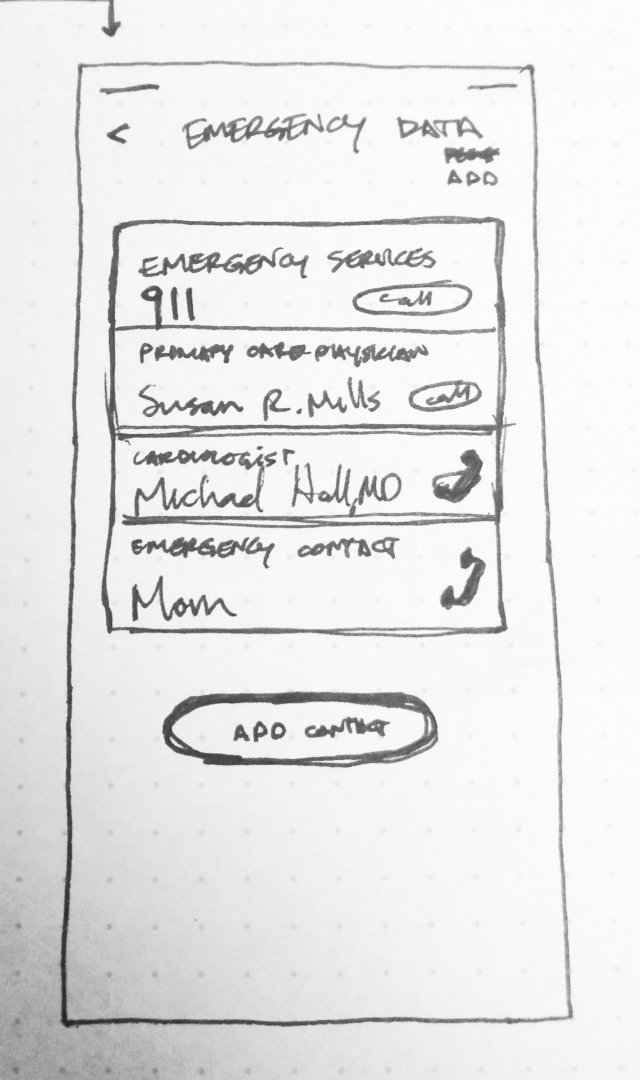 < EMERGENCY DATA
ADD
EMERGENCY SERVICES
911 call
PRIMARY CARE PHYSICIAN
Susan R. Mills call
CARDIOLOGIST
Michael Hall, MD
EMERGENCY CONTACT
Mom
ADD CONTACT